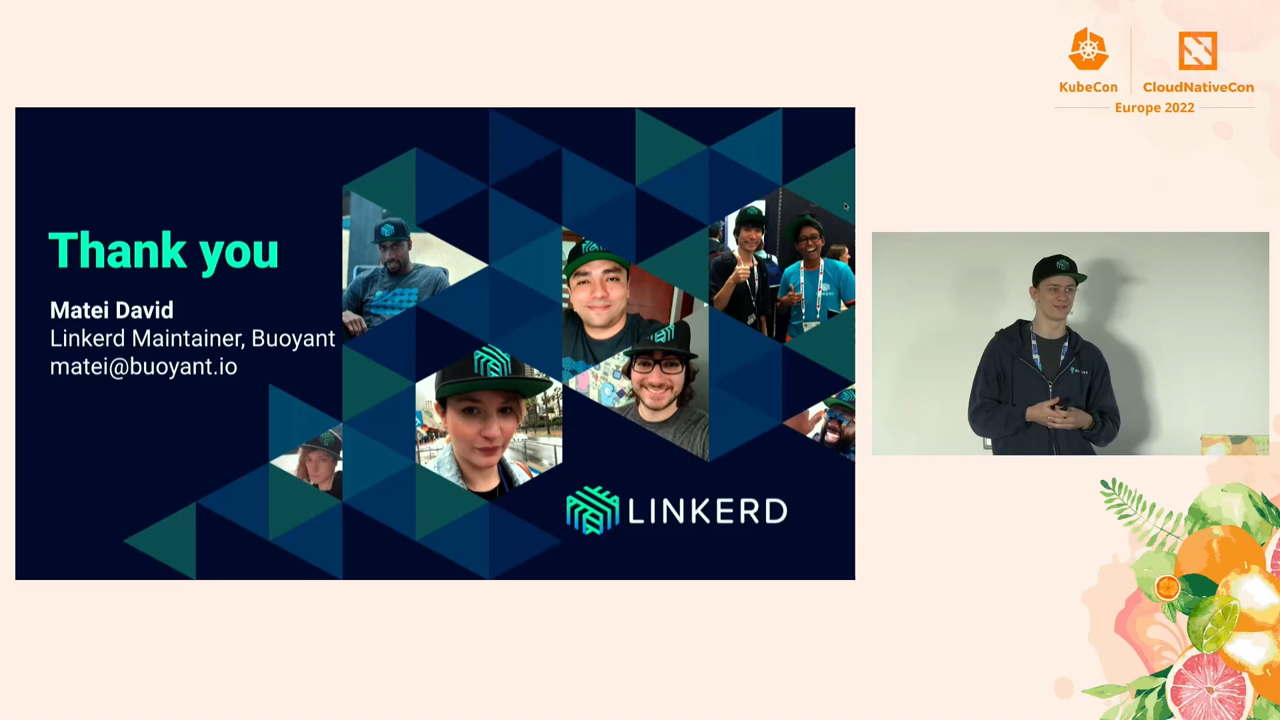 KubeCon
CloudNativeCon
Europe 2022
Thank you
Matei David
Linkerd Maintainer, Buoyant
matei@buoyant.io
LINKERD